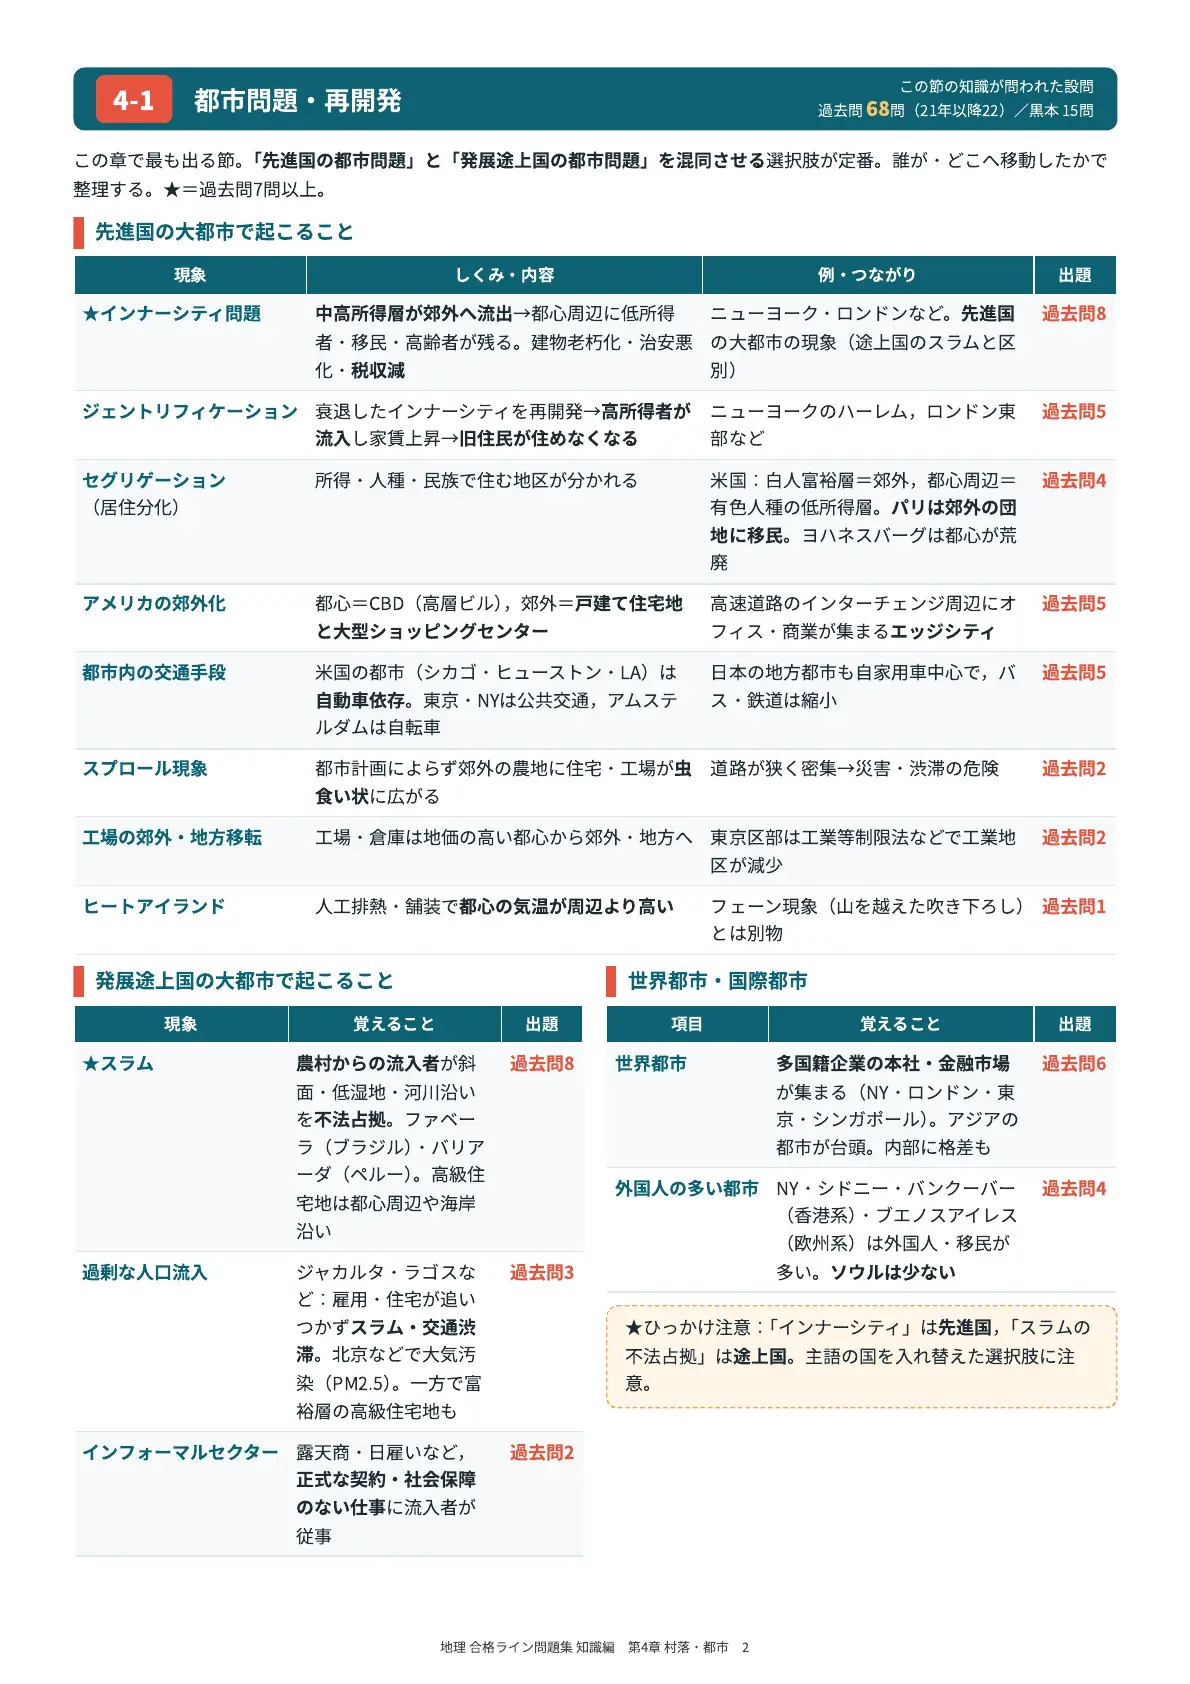 4-1 都市問題・再開発
この節の知識が問われた設問
過去問 68問（21年以降22）／黒本 15問
この章で最も出る節。「先進国の都市問題」と「発展途上国の都市問題」を混同させる選択肢が定番。誰が・どこへ移動したかで
整理する。★＝過去問7問以上。
先進国の大都市で起こること
現象 しくみ・内容 例・つながり 出題
★インナーシティ問題 中高所得層が郊外へ流出→都心周辺に低所得 ニューヨーク・ロンドンなど。先進国 過去問8
者・移民・高齢者が残る。建物老朽化・治安悪 の大都市の現象（途上国のスラムと区
化・税収減 別）
ジェントリフィケーション 衰退したインナーシティを再開発→高所得者が ニューヨークのハーレム，ロンドン東 過去問5
流入し家賃上昇→旧住民が住めなくなる 部など
セグリゲーション 所得・人種・民族で住む地区が分かれる 米国：白人富裕層＝郊外，都心周辺＝ 過去問4
（居住分化） 有色人種の低所得層。パリは郊外の団
地に移民。ヨハネスバーグは都心が荒
廃
アメリカの郊外化 都心＝CBD（高層ビル），郊外＝戸建て住宅地 高速道路のインターチェンジ周辺にオ 過去問5
と大型ショッピングセンター フィス・商業が集まるエッジシティ
都市内の交通手段 米国の都市（シカゴ・ヒューストン・LA）は 日本の地方都市も自家用車中心で，バ 過去問5
自動車依存。東京・NYは公共交通，アムステ ス・鉄道は縮小
ルダムは自転車
スプロール現象 都市計画によらず郊外の農地に住宅・工場が虫 道路が狭く密集→災害・渋滞の危険 過去問2
食い状に広がる
工場の郊外・地方移転 工場・倉庫は地価の高い都心から郊外・地方へ 東京区部は工業等制限法などで工業地 過去問2
区が減少
ヒートアイランド 人工排熱・舗装で都心の気温が周辺より高い フェーン現象（山を越えた吹き下ろし） 過去問1
とは別物
発展途上国の大都市で起こること
現象 覚えること 出題
★スラム 農村からの流入者が斜 過去問8
面・低湿地・河川沿い
を不法占拠。ファベー
ラ（ブラジル）・バリア
ーダ（ペルー）。高級住
宅地は都心周辺や海岸
沿い
過剰な人口流入 ジャカルタ・ラゴスな 過去問3
ど：雇用・住宅が追い
つかずスラム・交通渋
滞。北京などで大気汚
染（PM2.5）。一方で富
裕層の高級住宅地も
インフォーマルセクター 露天商・日雇いなど， 過去問2
正式な契約・社会保障
のない仕事に流入者が
従事
世界都市・国際都市
項目 覚えること 出題
世界都市 多国籍企業の本社・金融市場 過去問6
が集まる（NY・ロンドン・東
京・シンガポール）。アジアの
都市が台頭。内部に格差も
外国人の多い都市 NY・シドニー・バンクーバー 過去問4
（香港系）・ブエノスアイレス
（欧州系）は外国人・移民が
多い。ソウルは少ない
★ひっかけ注意：「インナーシティ」は先進国，「スラムの
不法占拠」は途上国。主語の国を入れ替えた選択肢に注
意。
地理 合格ライン問題集 知識編　第4章 村落・都市　2